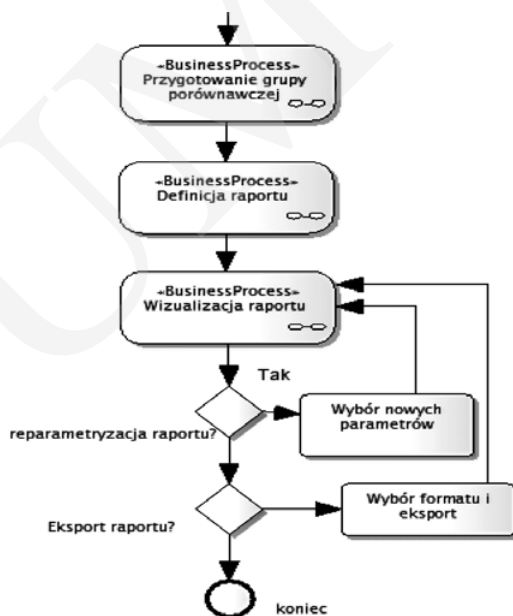 «BusinessProcess»
Przygotowanie grupy
porównawczej
«BusinessProcess»
Definicja raportu
«BusinessProcess»
Wizualizacja raportu
Tak
Wybór nowych
parametrów
reparametryzacja raportu?
Wybór formatu i
eksport
Eksport raportu?
koniec